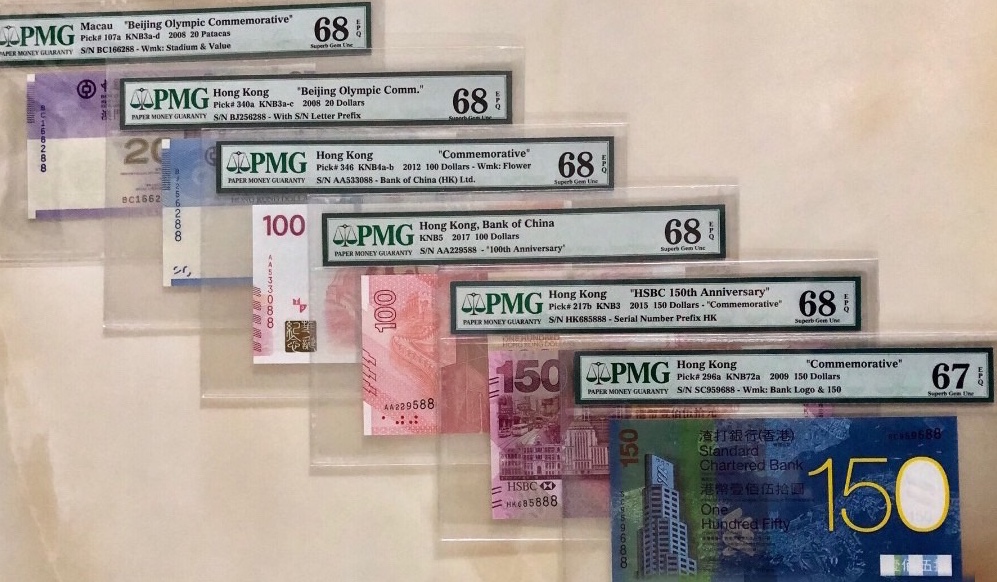 PMG
PAPER MONEY GUARANTY
Macau "Beijing Olympic Commemorative"
Pick# 107a KNB3a-d 2008 20 Patacas
S/N BC166288 - Wmk: Stadium & Value
68 EPQ
Superb Gem Unc
BC166288
20
BC1662
PMG
PAPER MONEY GUARANTY
Hong Kong "Beijing Olympic Comm."
Pick# 340a KNB3a-c 2008 20 Dollars
S/N BJ256288 - With S/N Letter Prefix
68 EPQ
Superb Gem Unc
BJ256288
PMG
PAPER MONEY GUARANTY
Hong Kong "Commemorative"
Pick# 346 KNB4a-b 2012 100 Dollars - Wmk: Flower
S/N AA533088 - Bank of China (HK) Ltd.
68 EPQ
Superb Gem Unc
100
AA533088
PMG
PAPER MONEY GUARANTY
Hong Kong, Bank of China
KNB5 2017 100 Dollars
S/N AA229588 - "100th Anniversary"
68 EPQ
Superb Gem Unc
100
AA229588
PMG
PAPER MONEY GUARANTY
Hong Kong "HSBC 150th Anniversary"
Pick# 217b KNB3 2015 150 Dollars - "Commemorative"
S/N HK685888 - Serial Number Prefix HK
68 EPQ
Superb Gem Unc
150
HSBC
HK685888
PMG
PAPER MONEY GUARANTY
Hong Kong "Commemorative"
Pick# 296a KNB72a 2009 150 Dollars
S/N SC959688 - Wmk: Bank Logo & 150
67 EPQ
Superb Gem Unc
150
渣打銀行(香港)
Standard
Chartered Bank
港幣壹佰伍拾圓
One
Hundred Fifty
150